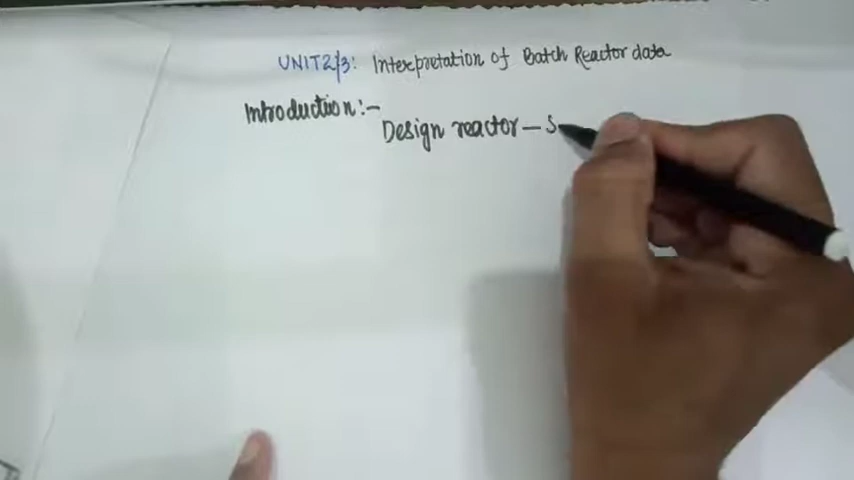 UNIT2/3: Interpretation of Batch Reactor data
Introduction:-
Design reactor — S